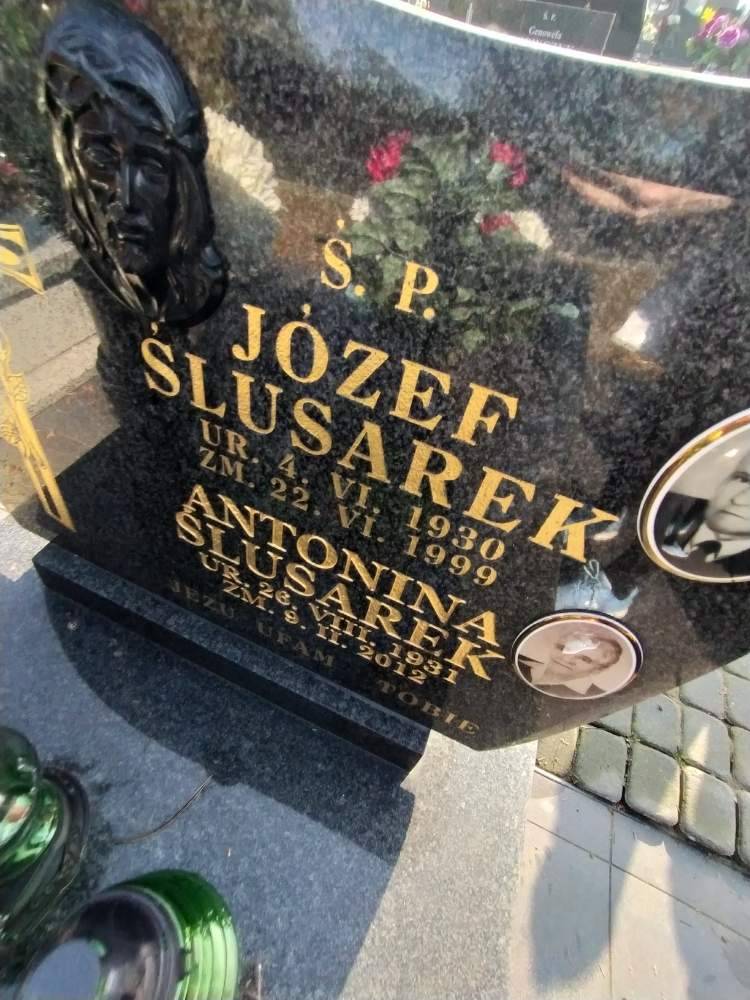 Ś. P.
Genowefa
Ś. P.
JÓZEF
ŚLUSAREK
UR. 4. VI. 1930
ZM. 22. VI. 1999
ANTONINA
ŚLUSAREK
UR. 26. VIII. 1931
ZM. 9. II. 2012
JEZU UFAM TOBIE